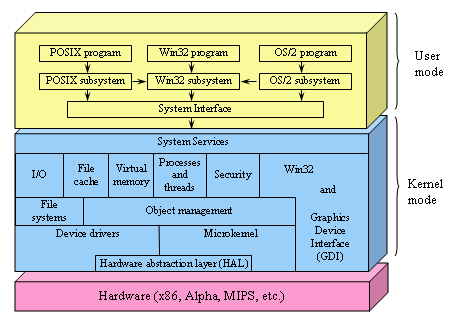 POSIX program
Win32 program
OS/2 program
POSIX subsystem
Win32 subsystem
OS/2 subsystem
System Interface
User
mode
System Services
I/O
File
cache
Virtual
memory
Processes
and
threads
Security
Win32
and
Graphics
Device
Interface
(GDI)
File
systems
Object management
Device drivers
Microkernel
Hardware abstraction layer (HAL)
Kernel
mode
Hardware (x86, Alpha, MIPS, etc.)